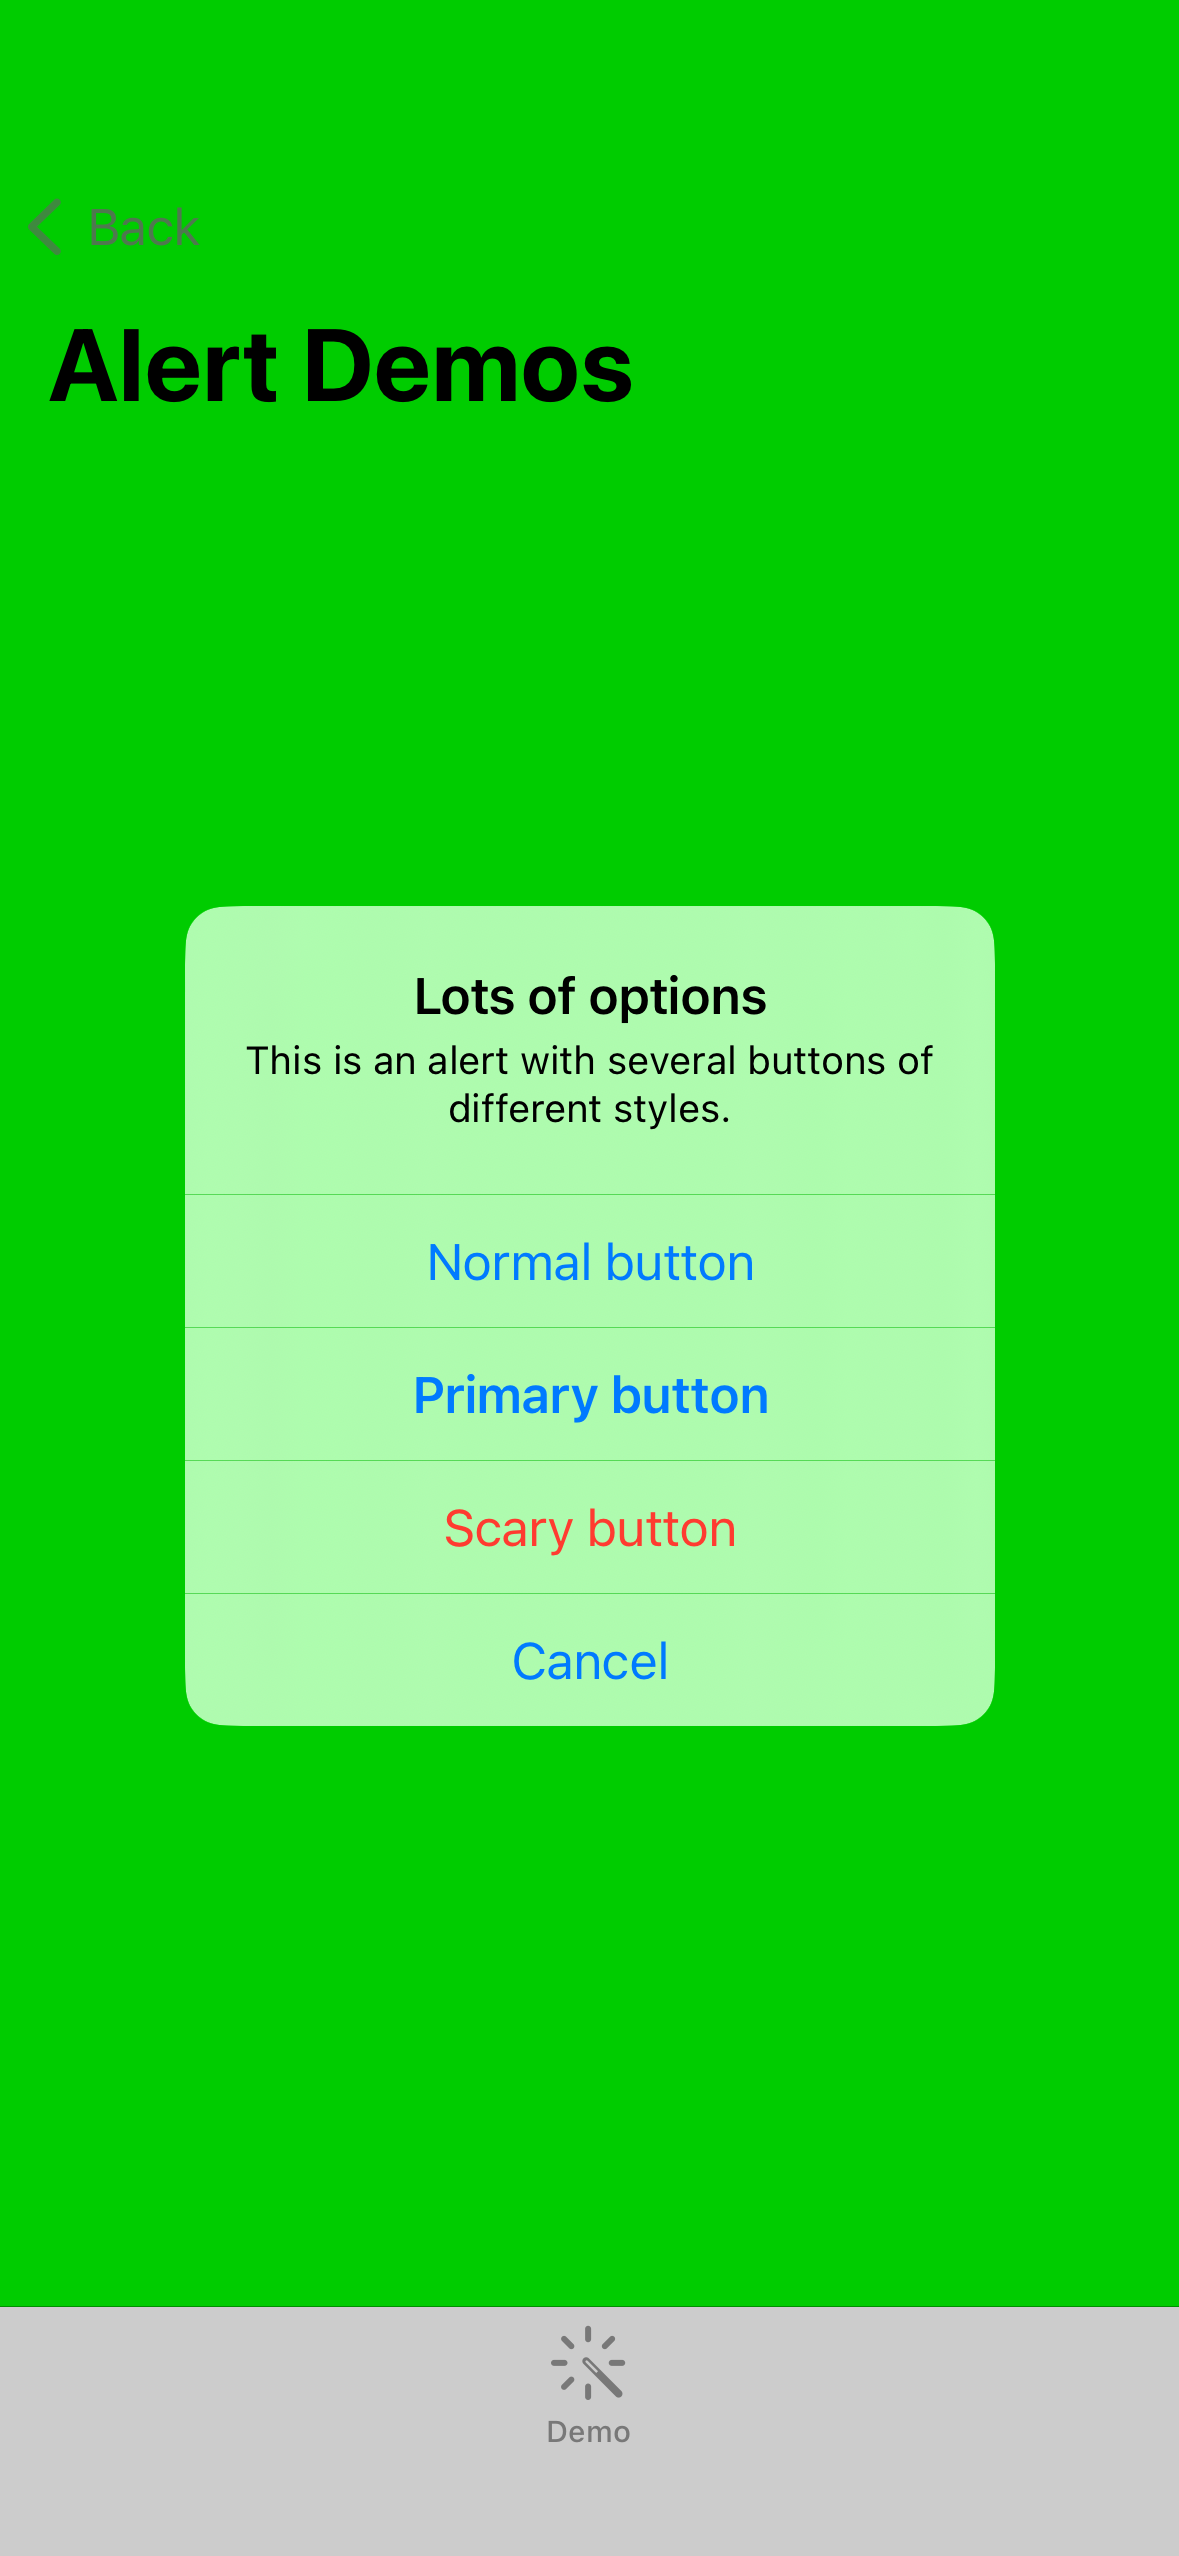 Back
Alert Demos
Lots of options
This is an alert with several buttons of
different styles.
Normal button
Primary button
Scary button
Cancel
Demo